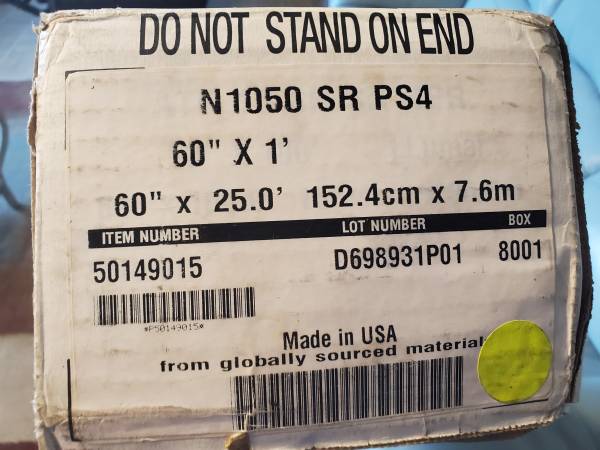 DO NOT STAND ON END
N1050 SR PS4
60" X 1'
60" x 25.0' 152.4cm x 7.6m
ITEM NUMBER LOT NUMBER BOX
50149015 D698931P01 8001
*P50149015*
Made in USA
from globally sourced material